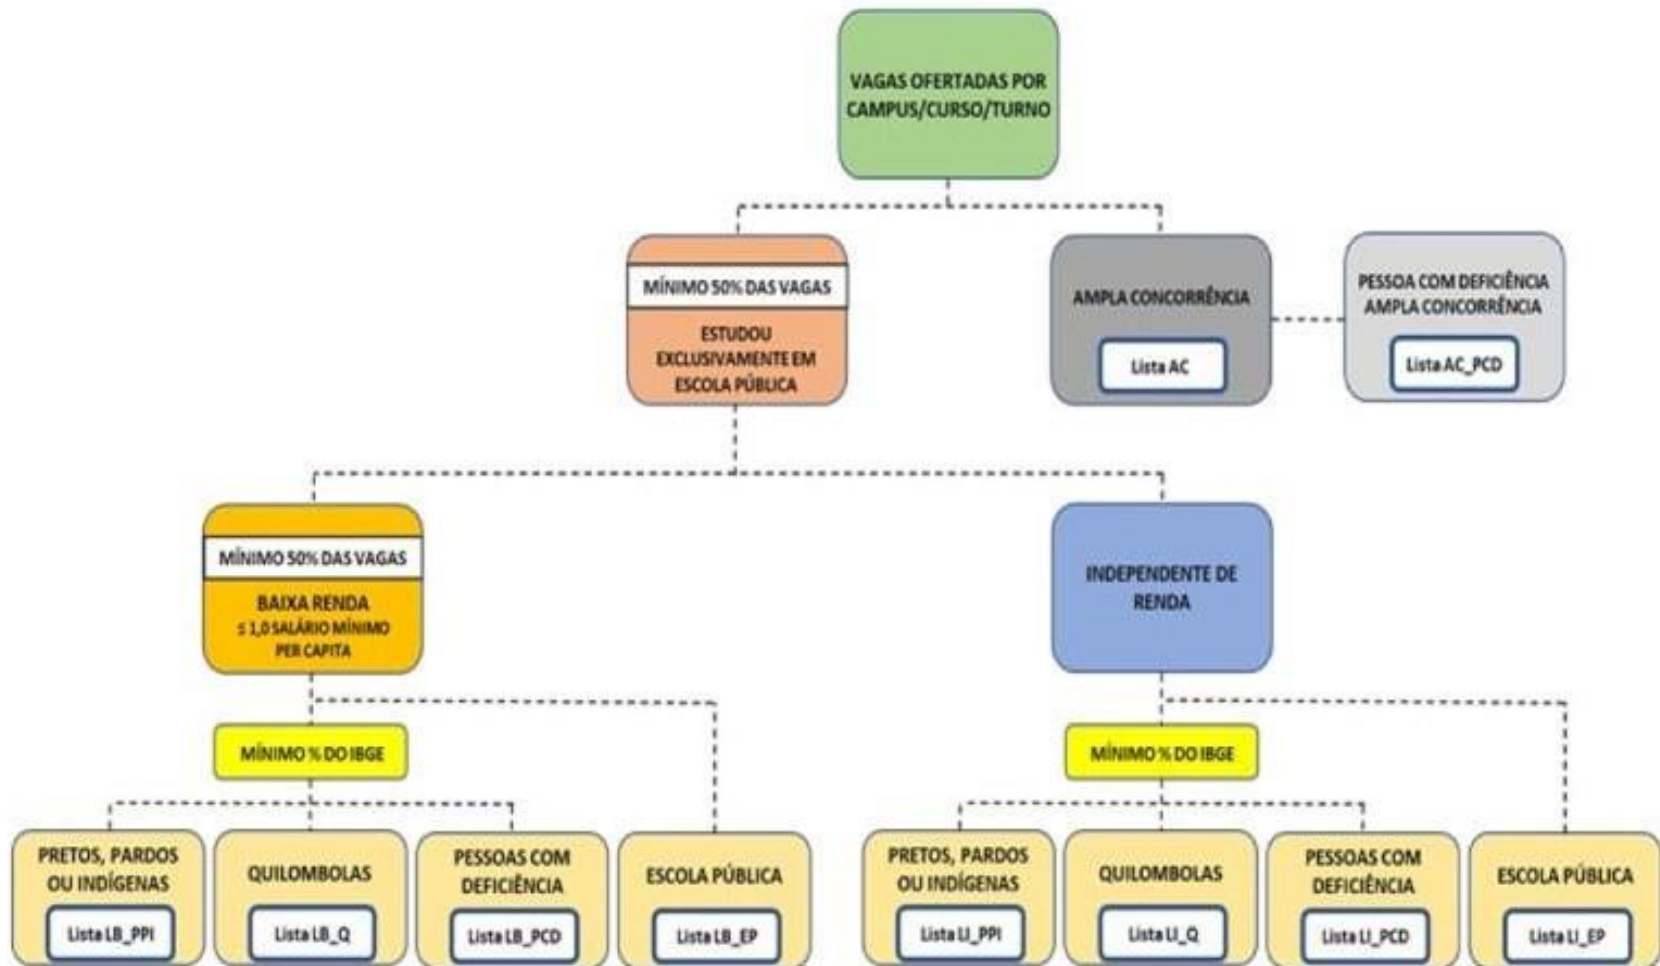 VAGAS OFERTADAS POR
CAMPUS/CURSO/TURNO
MÍNIMO 50% DAS VAGAS
ESTUDOU
EXCLUSIVAMENTE EM
ESCOLA PÚBLICA
AMPLA CONCORRÊNCIA
Lista AC
PESSOA COM DEFICIÊNCIA
AMPLA CONCORRÊNCIA
Lista AC_PCD
MÍNIMO 50% DAS VAGAS
BAIXA RENDA
≤ 1,0 SALÁRIO MÍNIMO
PER CAPITA
INDEPENDENTE DE
RENDA
MÍNIMO % DO IBGE
MÍNIMO % DO IBGE
PRETOS, PARDOS
OU INDÍGENAS
Lista LB_PPI
QUILOMBOLAS
Lista LB_Q
PESSOAS COM
DEFICIÊNCIA
Lista LB_PCD
ESCOLA PÚBLICA
Lista LB_EP
PRETOS, PARDOS
OU INDÍGENAS
Lista LI_PPI
QUILOMBOLAS
Lista LI_Q
PESSOAS COM
DEFICIÊNCIA
Lista LI_PCD
ESCOLA PÚBLICA
Lista LI_EP